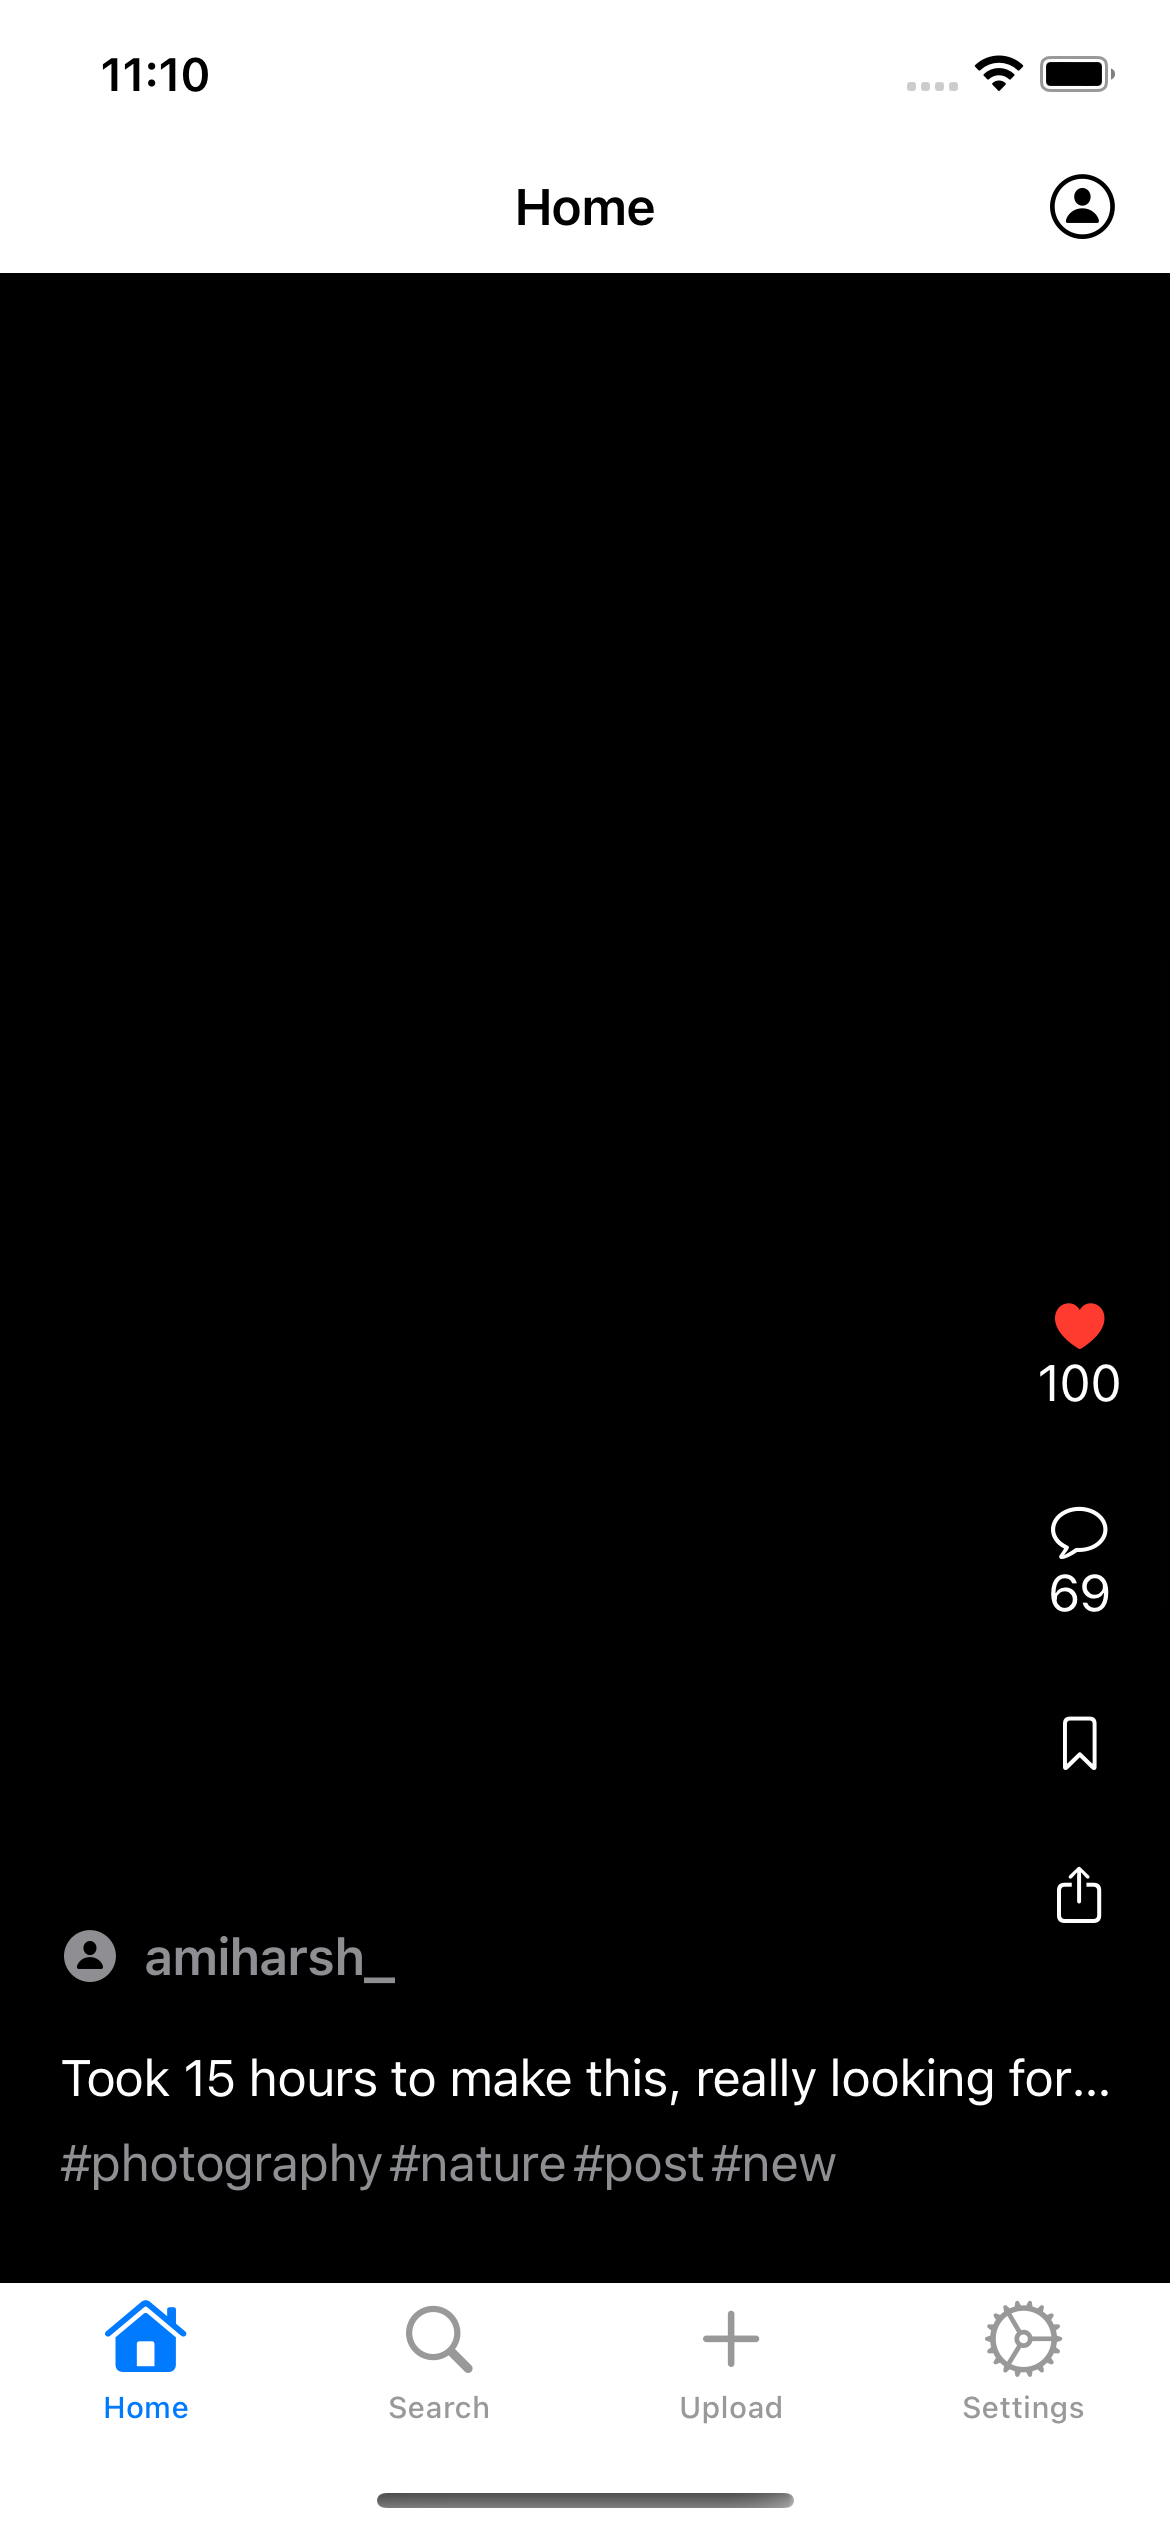 11:10
Home
100
69
amiharsh_
Took 15 hours to make this, really looking for...
#photography #nature #post #new
Home Search Upload Settings